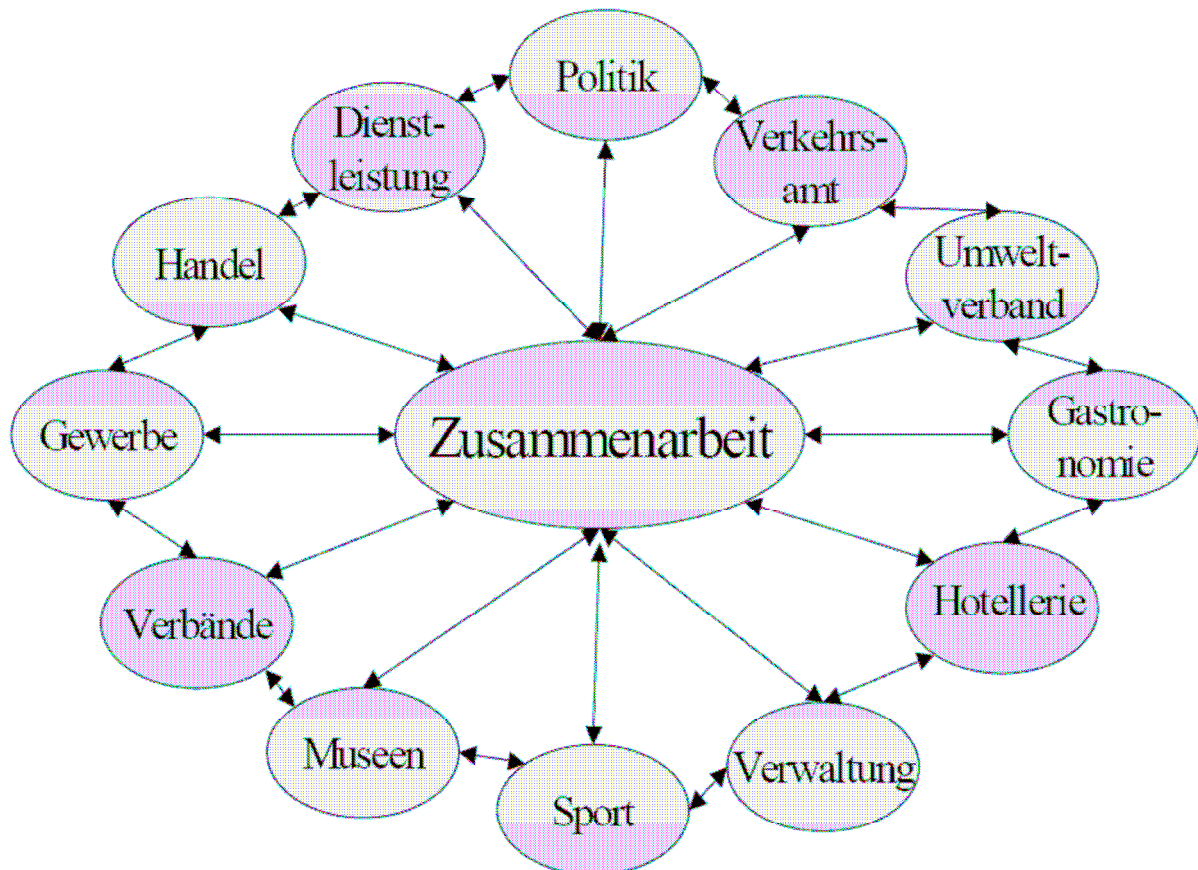 Politik
Dienst-
leistung
Verkehrs-
amt
Handel
Umwelt-
verband
Gewerbe
Zusammenarbeit
Gastro-
nomie
Verbände
Hotellerie
Museen
Sport
Verwaltung